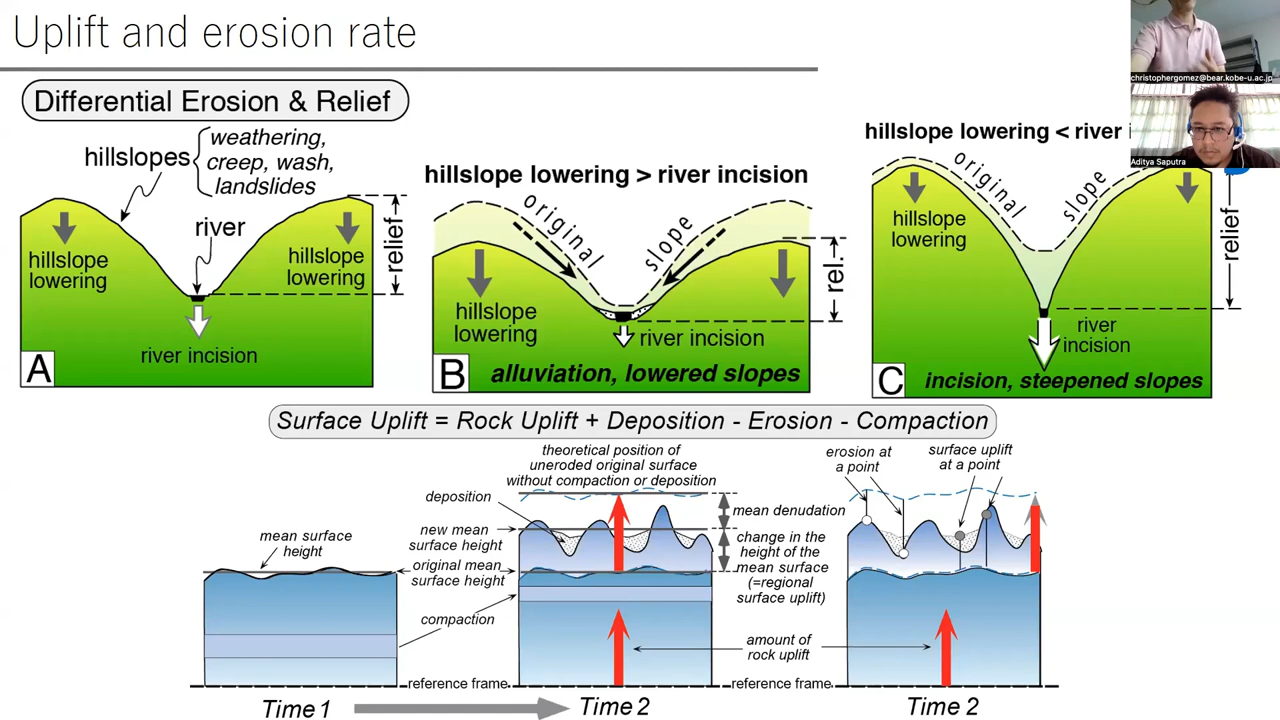 Uplift and erosion rate
christophergomez@bear.kobe-u.ac.jp
Aditya Saputra
Differential Erosion & Relief
hillslopes
weathering,
creep, wash,
landslides
river
hillslope
lowering
hillslope
lowering
relief
river incision
A
hillslope lowering > river incision
original
slope
hillslope
lowering
rel.
river incision
B
alluviation, lowered slopes
hillslope lowering < river
original
slope
hillslope
lowering
relief
river
incision
C
incision, steepened slopes
Surface Uplift = Rock Uplift + Deposition - Erosion - Compaction
mean surface
height
theoretical position of
uneroded original surface
without compaction or deposition
deposition
new mean
surface height
original mean
surface height
compaction
mean denudation
change in the
height of the
mean surface
(=regional
surface uplift)
amount of
rock uplift
erosion at
a point
surface uplift
at a point
reference frame
reference frame
Time 1
Time 2
Time 2